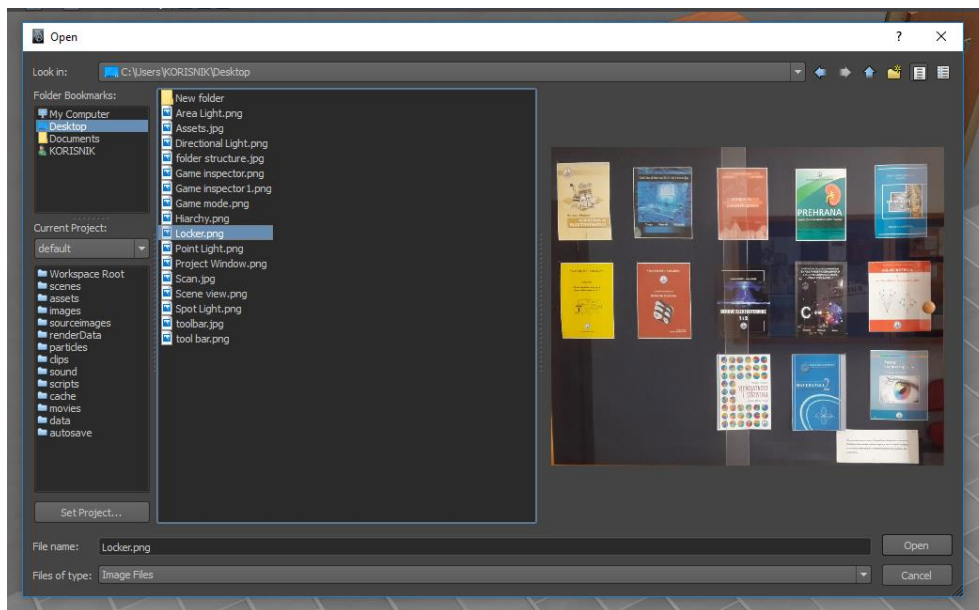 Open
Look in:
C:\Users\KORISNIK\Desktop
Folder Bookmarks:
My Computer
Desktop
Documents
KORISNIK
Current Project:
default
Workspace Root
scenes
assets
images
sourceimages
renderData
particles
clips
sound
scripts
cache
movies
data
autosave
Set Project...
New folder
Area Light.png
Assets.jpg
Directional Light.png
folder structure.jpg
Game inspector.png
Game inspector1.png
Game mode.png
Hiarchy.png
Locker.png
Point Light.png
Project Window.png
Scan.jpg
Scene view.png
Spot Light.png
toolbar.jpg
tool bar.png
PREHRANA
1 i 2
C
2
File name:
Locker.png
Open
Files of type:
Image Files
Cancel